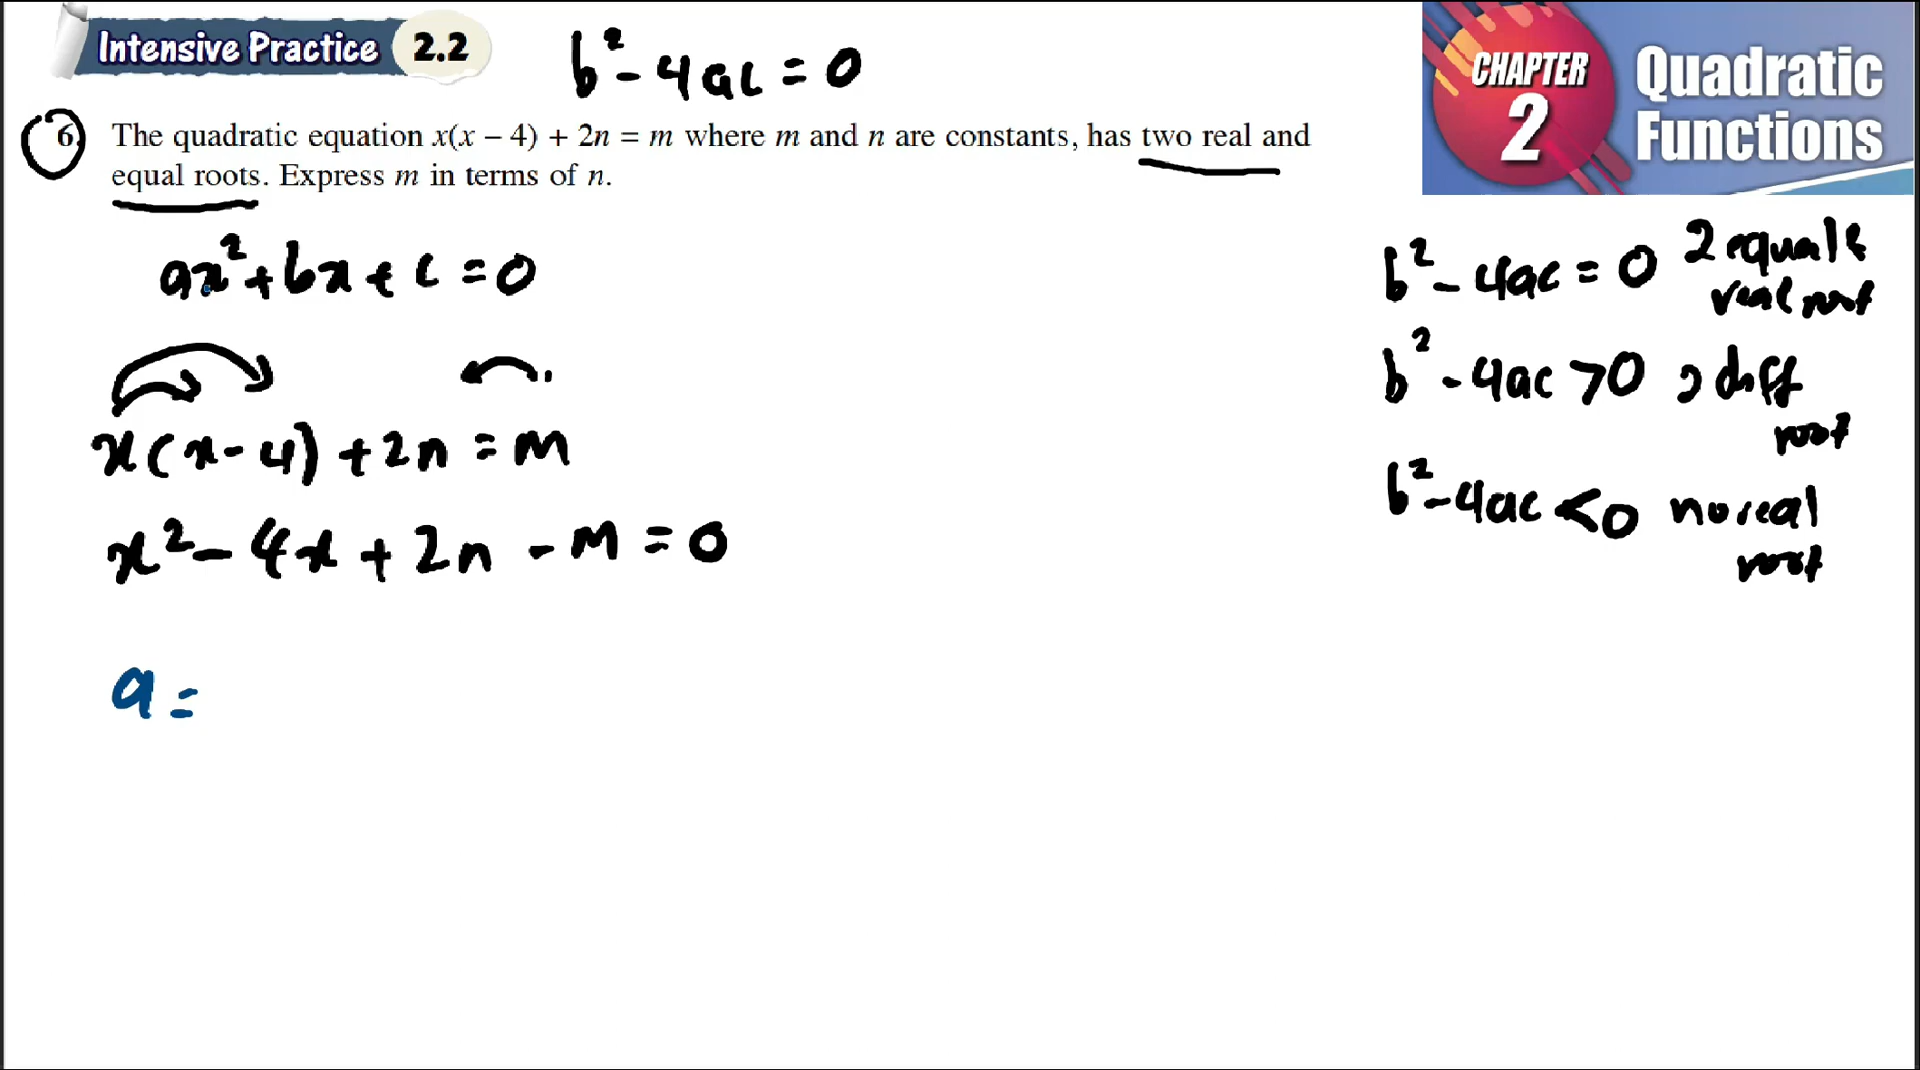 Intensive Practice 2.2
b² - 4ac = 0
CHAPTER 2 Quadratic Functions
6. The quadratic equation x(x – 4) + 2n = m where m and n are constants, has two real and
equal roots. Express m in terms of n.
ax² + bx + c = 0
x(x - 4) + 2n = m
x² - 4x + 2n - m = 0
a =
b² - 4ac = 0 2 equal &
real root
b² - 4ac > 0 2 diff
root
b² - 4ac < 0 no real
root